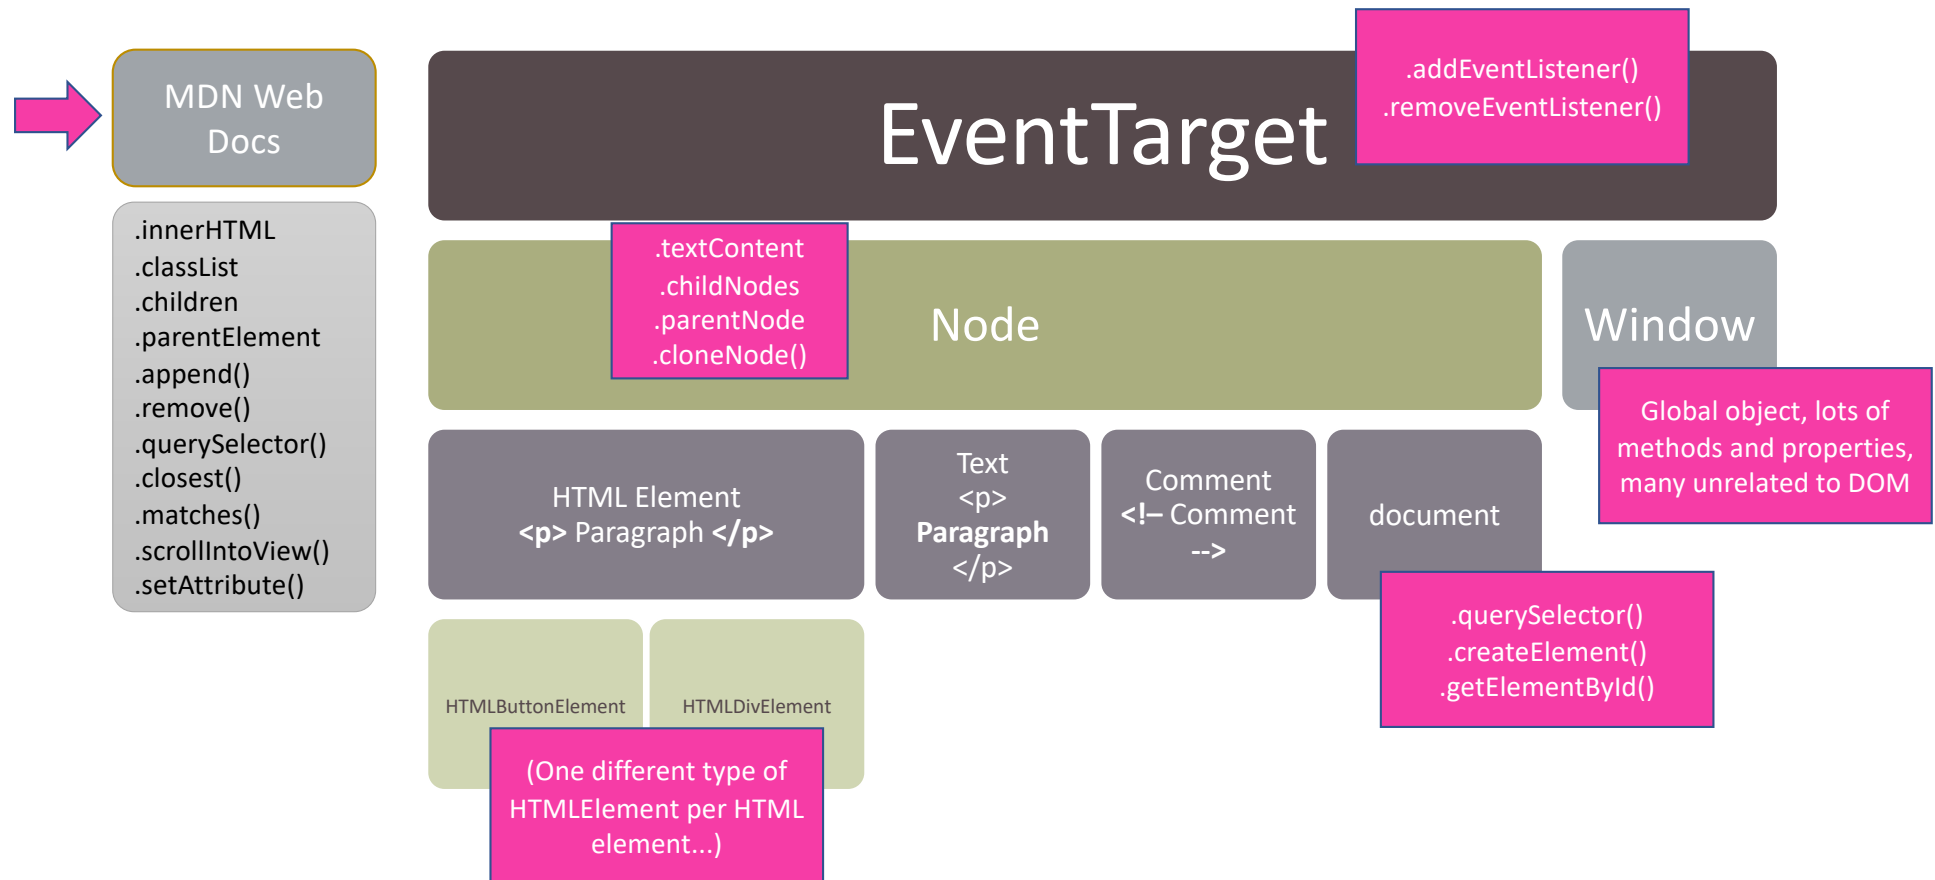 MDN Web
Docs
.innerHTML
.classList
.children
.parentElement
.append()
.remove()
.querySelector()
.closest()
.matches()
.scrollIntoView()
.setAttribute()
EventTarget
.addEventListener()
.removeEventListener()
Node
.textContent
.childNodes
.parentNode
.cloneNode()
Window
Global object, lots of
methods and properties,
many unrelated to DOM
HTML Element
<p> Paragraph </p>
Text
<p>
Paragraph
</p>
Comment
<!– Comment
-->
document
.querySelector()
.createElement()
.getElementById()
HTMLButtonElement
HTMLDivElement
(One different type of
HTMLElement per HTML
element...)